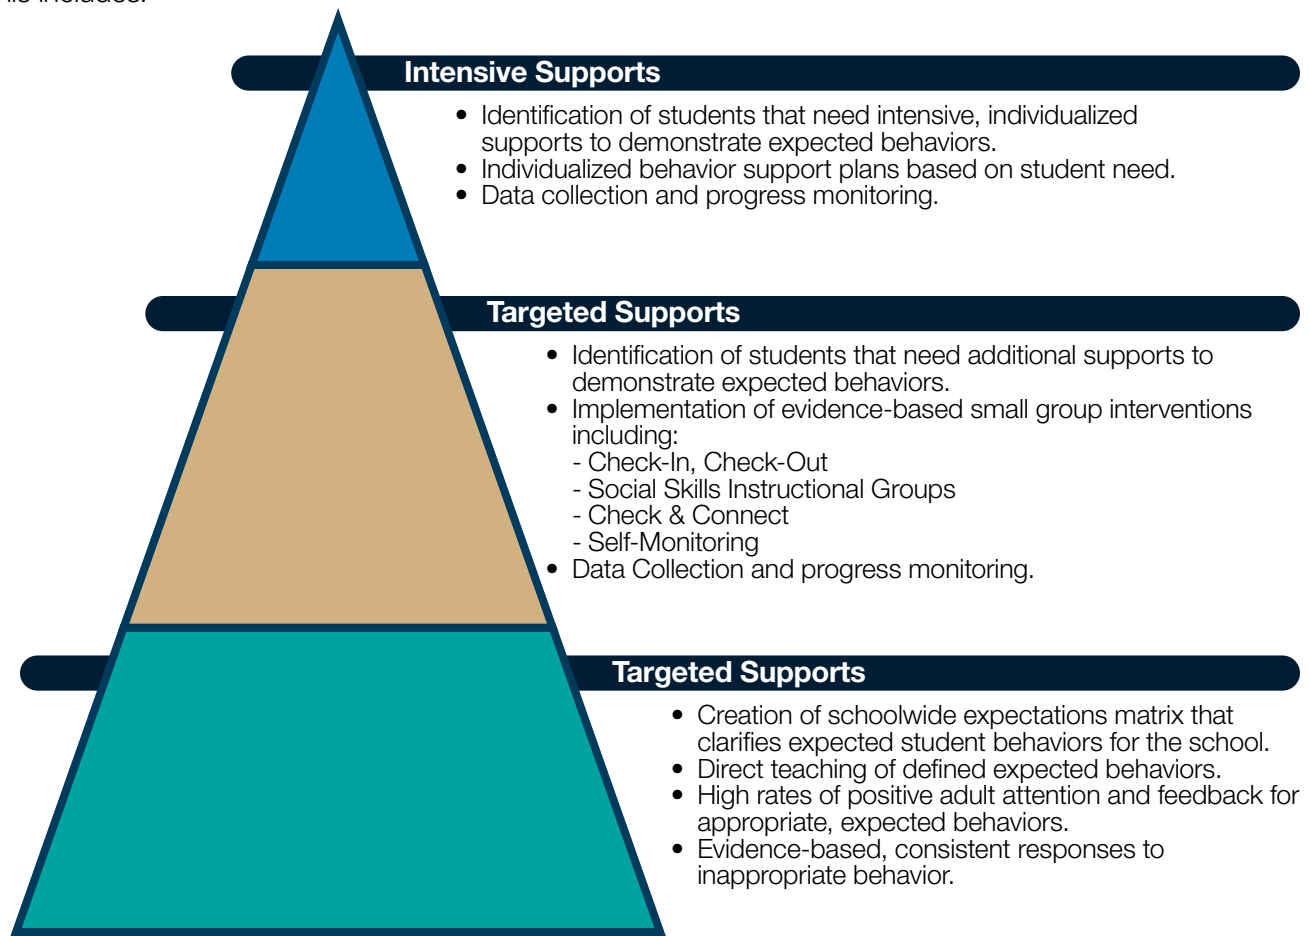 Intensive Supports
• Identification of students that need intensive, individualized
supports to demonstrate expected behaviors.
• Individualized behavior support plans based on student need.
• Data collection and progress monitoring.
Targeted Supports
• Identification of students that need additional supports to
demonstrate expected behaviors.
• Implementation of evidence-based small group interventions
including:
- Check-In, Check-Out
- Social Skills Instructional Groups
- Check & Connect
- Self-Monitoring
• Data Collection and progress monitoring.
Targeted Supports
• Creation of schoolwide expectations matrix that
clarifies expected student behaviors for the school.
• Direct teaching of defined expected behaviors.
• High rates of positive adult attention and feedback for
appropriate, expected behaviors.
• Evidence-based, consistent responses to
inappropriate behavior.